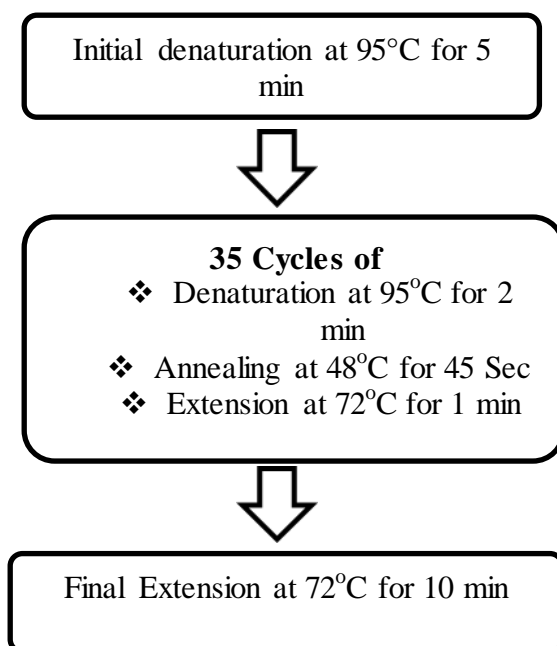 Initial denaturation at 95°C for 5
min
35 Cycles of
❖ Denaturation at 95°C for 2
min
❖ Annealing at 48°C for 45 Sec
❖ Extension at 72°C for 1 min
Final Extension at 72°C for 10 min